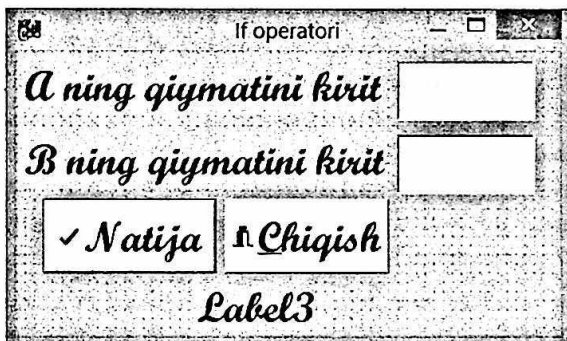 If operatori
A ning qiymatini kirit
B ning qiymatini kirit
Natija Chiqish
Label3